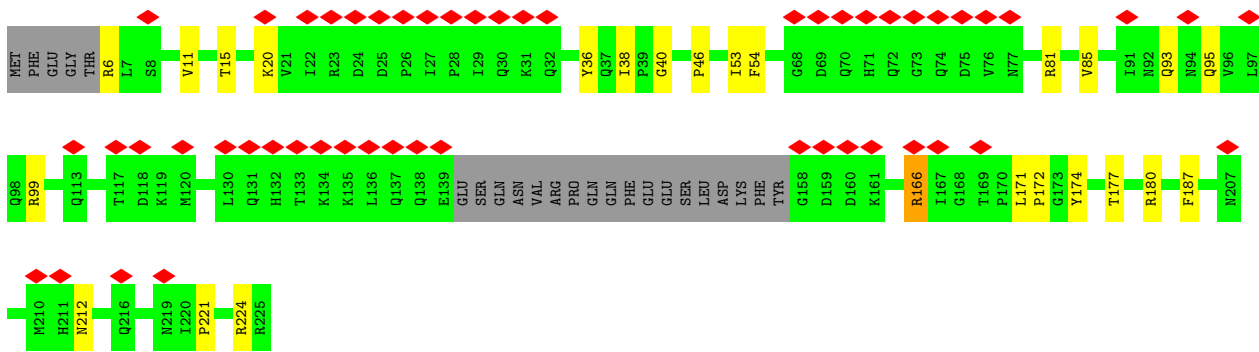 MET PHE GLU GLY THR R6 L7 S8 V11 T15 K20 V21 I22 R23 D24 D25 P26 I27 P28 I29 Q30 K31 Q32 Y36 Q37 I38 P39 G40 P46 I53 F54 G68 D69 Q70 H71 Q72 G73 Q74 D75 V76 N77 R81 V85 I91 N92 Q93 N94 Q95 V96 L97
Q98 R99 Q113 T117 D118 K119 M120 L130 Q131 H132 T133 K134 K135 L136 Q137 Q138 E139 GLU SER GLN ASN VAL ARG PRO GLN GLN PHE GLU GLU SER LEU ASP LYS PHE TYR G158 D159 D160 K161 R166 I167 G168 T169 P170 L171 P172 G173 Y174 T177 R180 F187 N207
M210 H211 N212 Q216 N219 I220 P221 R224 R225